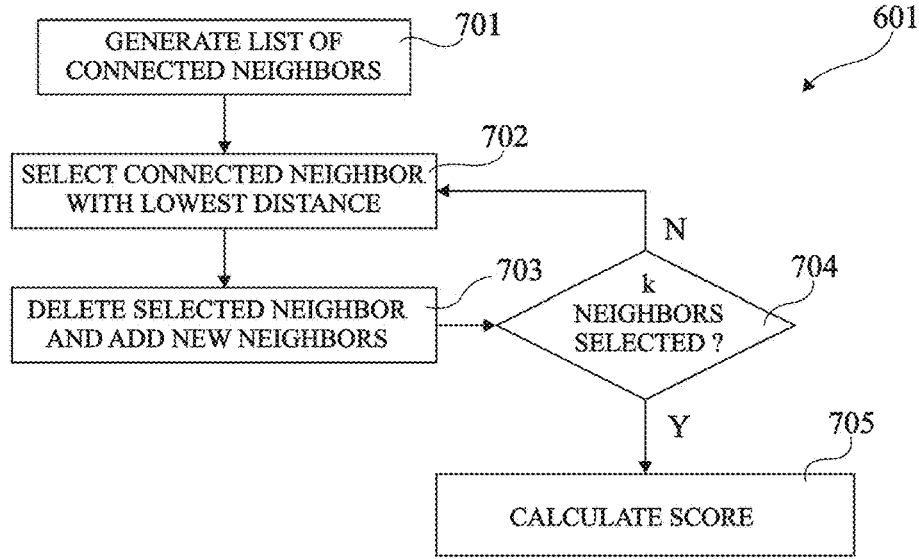 GENERATE LIST OF
CONNECTED NEIGHBORS
701
601
702
SELECT CONNECTED NEIGHBOR
WITH LOWEST DISTANCE
N
703
DELETE SELECTED NEIGHBOR
AND ADD NEW NEIGHBORS
704
k
NEIGHBORS
SELECTED ?
Y
705
CALCULATE SCORE